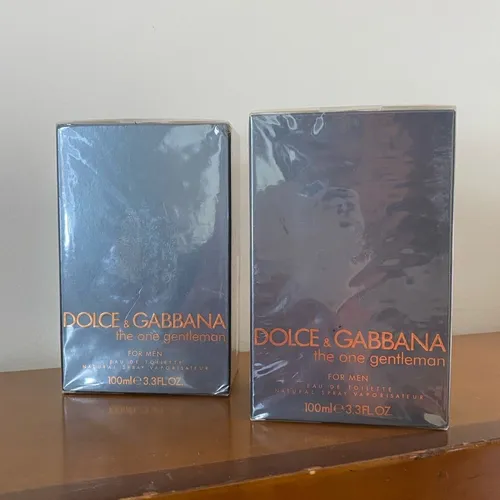 DOLCE & GABBANA
the one gentleman
FOR MEN
EAU DE TOILETTE
NATURAL SPRAY VAPORISATEUR
100ml℮3.3FL.OZ.
DOLCE & GABBANA
the one gentleman
FOR MEN
EAU DE TOILETTE
NATURAL SPRAY VAPORISATEUR
100ml℮3.3FL.OZ.